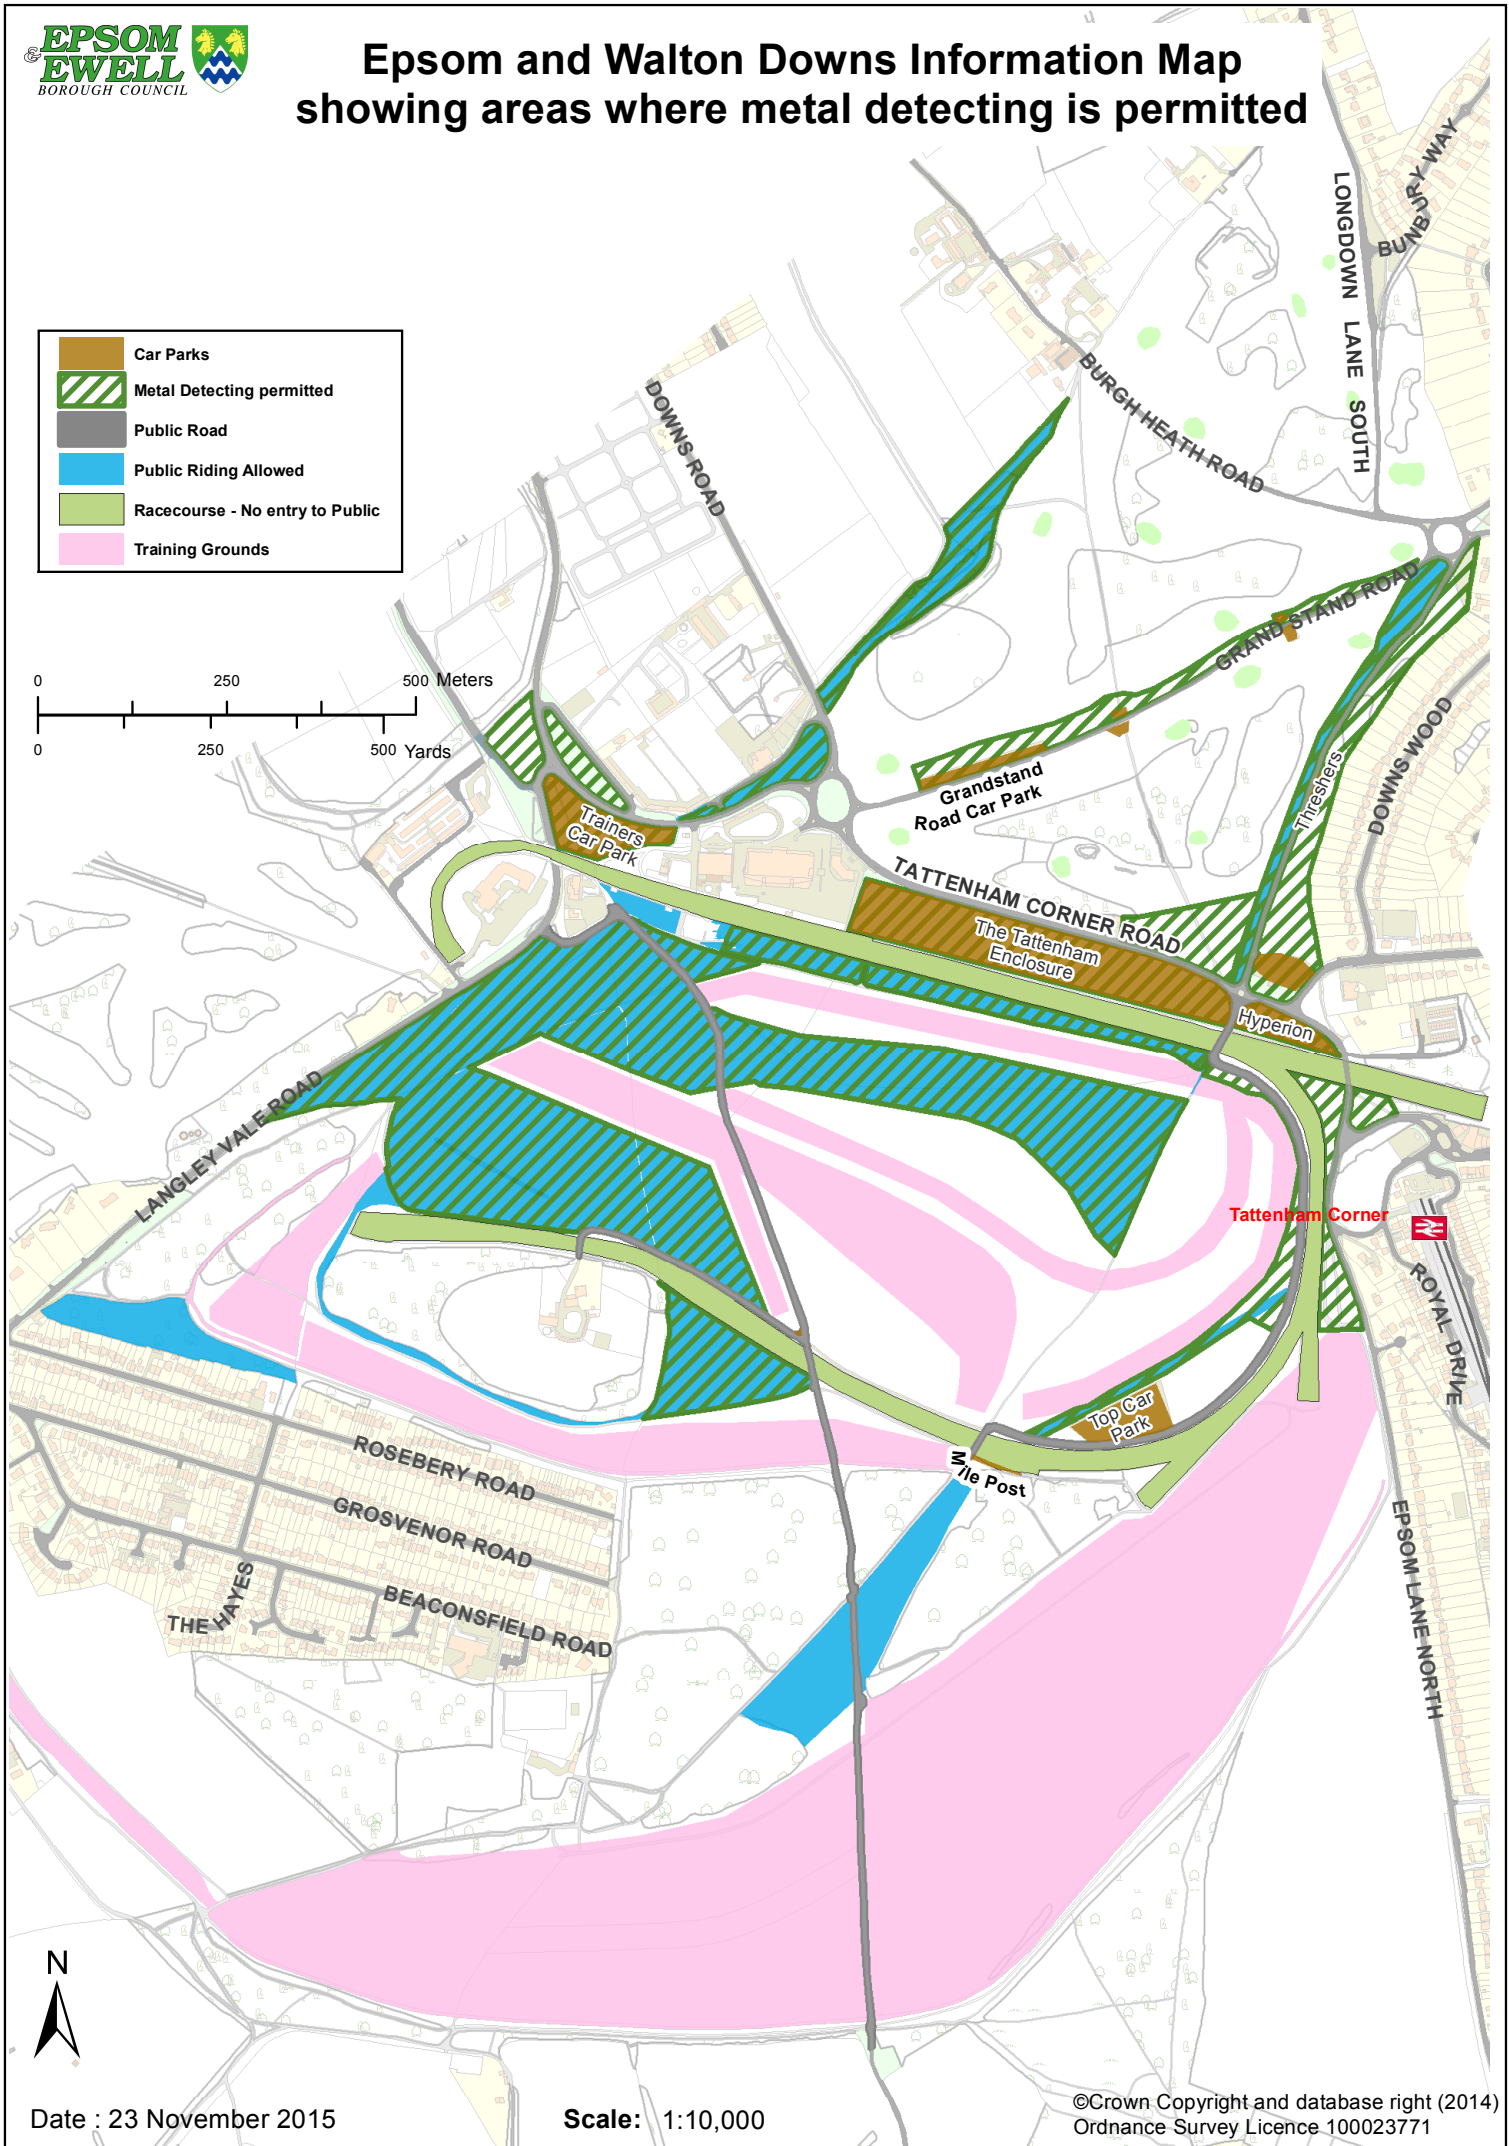 EPSOM
& EWELL
BOROUGH COUNCIL
Epsom and Walton Downs Information Map
showing areas where metal detecting is permitted
Car Parks
Metal Detecting permitted
Public Road
Public Riding Allowed
Racecourse - No entry to Public
Training Grounds
0 250 500 Meters
0 250 500 Yards
LONGDOWN LANE SOUTH
BUNBURY WAY
BURGH HEATH ROAD
DOWNS ROAD
GRAND STAND ROAD
DOWNS WOOD
Threshers
Grandstand
Road Car Park
Trainers
Car Park
TATTENHAM CORNER ROAD
The Tattenham
Enclosure
Hyperion
LANGLEY VALE ROAD
Tattenham Corner
ROYAL DRIVE
Top Car
Park
Mile Post
ROSEBERY ROAD
GROSVENOR ROAD
BEACONSFIELD ROAD
THE HAYES
EPSOM LANE NORTH
N
Date : 23 November 2015
Scale: 1:10,000
©Crown Copyright and database right (2014)
Ordnance Survey Licence 100023771